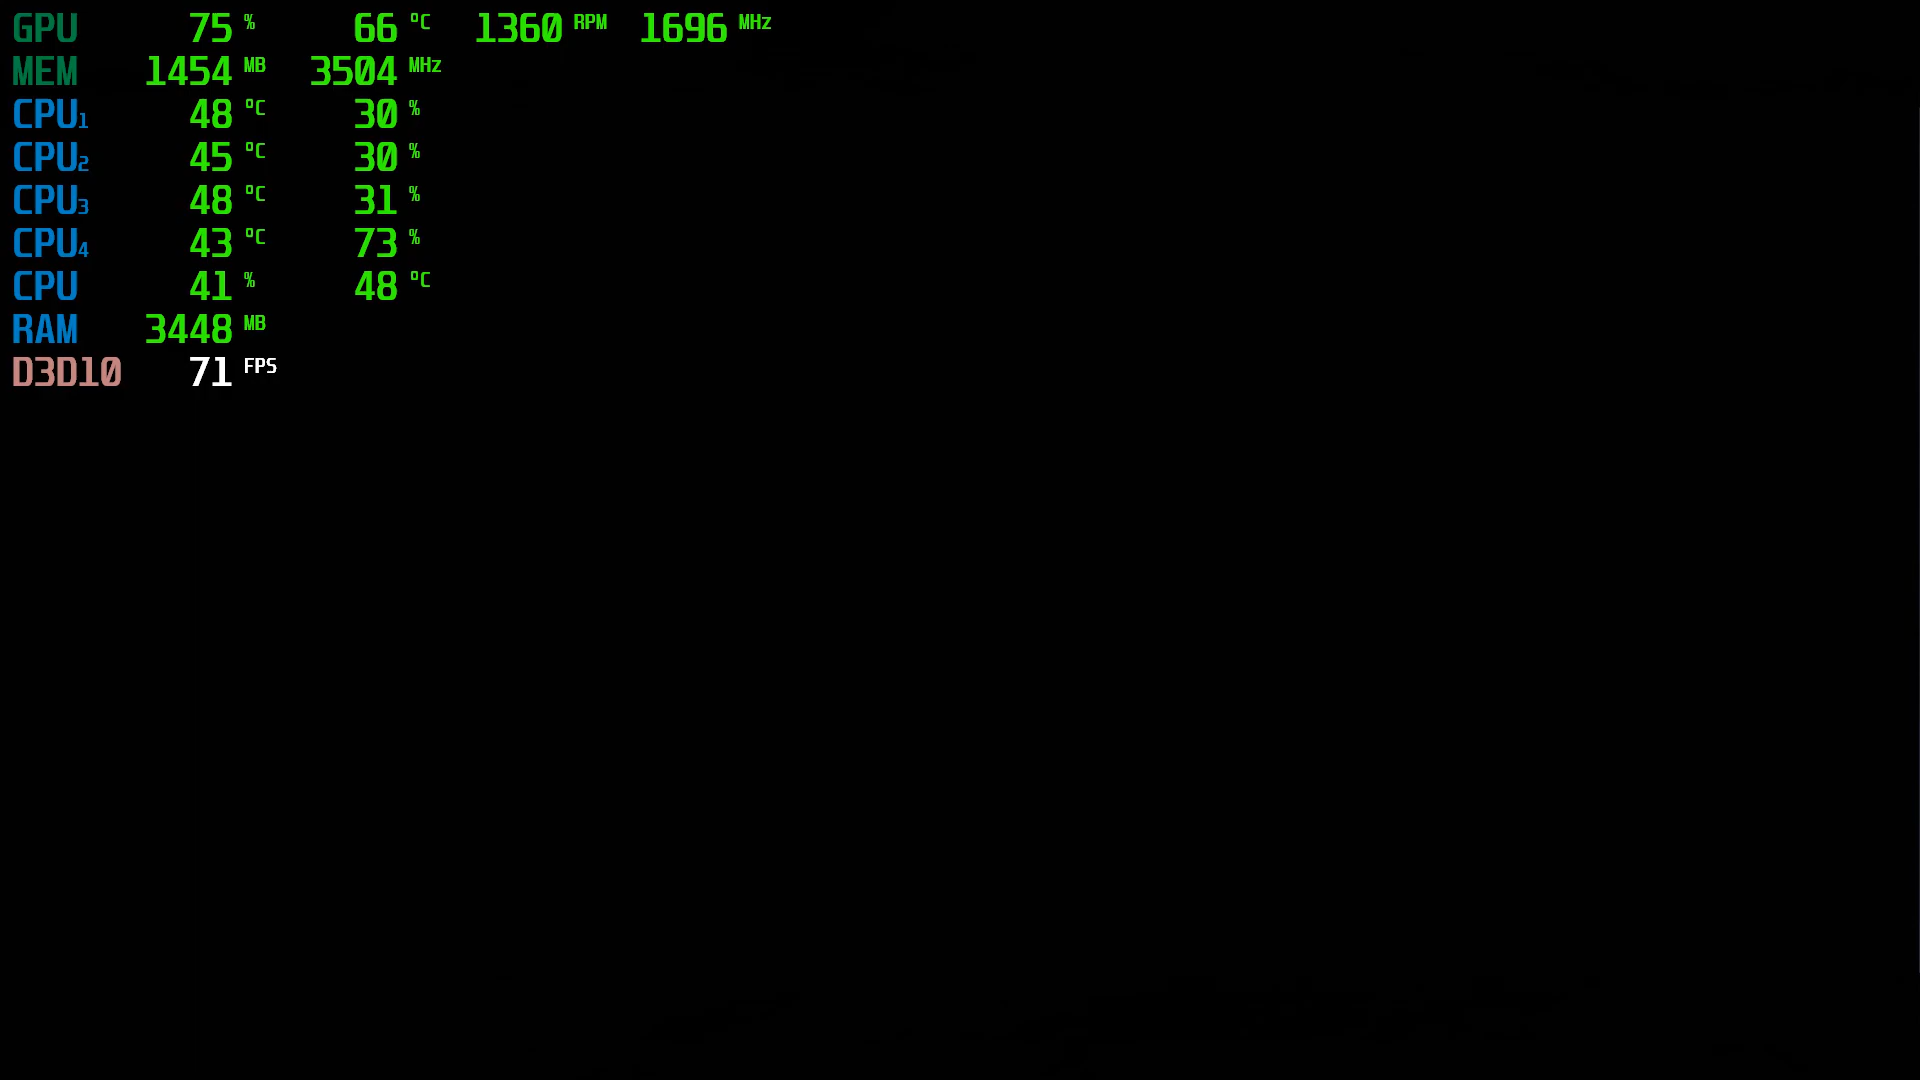 GPU 75 % 66 °C 1360 RPM 1696 MHz
MEM 1454 MB 3504 MHz
CPU1 48 °C 30 %
CPU2 45 °C 30 %
CPU3 48 °C 31 %
CPU4 43 °C 73 %
CPU 41 % 48 °C
RAM 3448 MB
D3D10 71 FPS